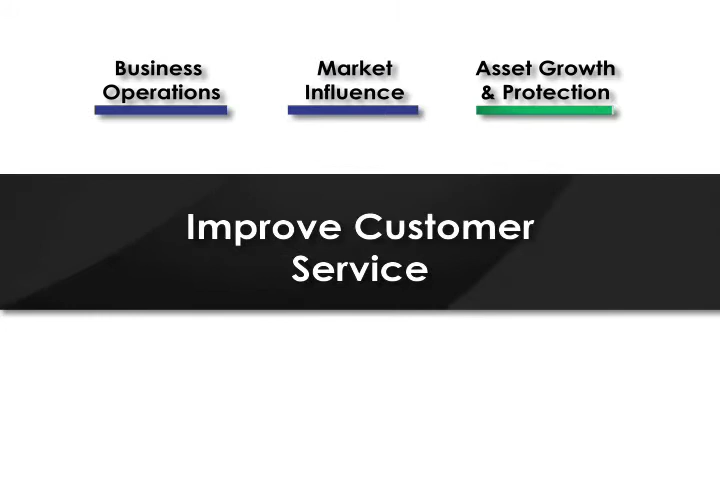 Business
Operations
Market
Influence
Asset Growth
& Protection
Improve Customer
Service